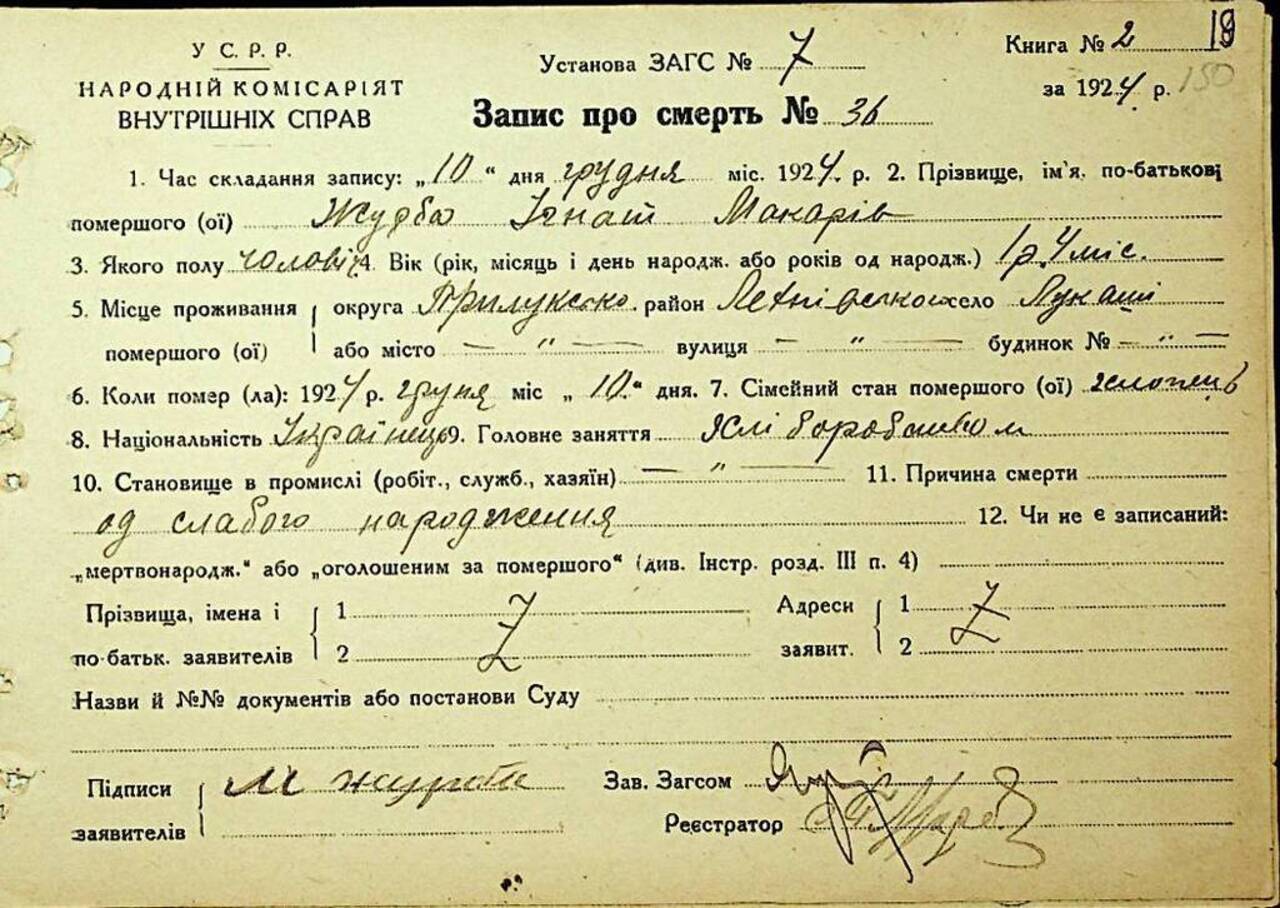 У С. Р. Р.
НАРОДНІЙ КОМІСАРІЯТ
ВНУТРІШНІХ СПРАВ
Установа ЗАГС № 7
Запис про смерть № 36
Книга № 2 19
за 1924 р. 150
1. Час складання запису: „10“ дня грудня міс. 1924. р. 2. Прізвище, ім'я, по-батькові
помершого (ої) Журба Ігнат Макарів
3. Якого полу чоловіч 4. Вік (рік, місяць і день народж. або років од народж.) 1 р. 4 міс.
5. Місце проживання округа Прилуксько район село Лукаші
помершого (ої) або місто — „ — вулиця — „ — будинок № — „ —
6. Коли помер (ла): 1924 р. грудня міс „10“ дня. 7. Сімейний стан помершого (ої) хлопець
8. Національність Українець 9. Головне заняття
10. Становище в промислі (робіт., служб., хазяїн) — „ — 11. Причина смерти
од слабого народження 12. Чи не є записаний:
„мертвонародж.“ або „оголошеним за помершого“ (див. Інстр. розд. III п. 4)
Прізвища, імена і 1 Адреси 1
по-батьк. заявителів 2 заявит. 2
Назви й №№ документів або постанови Суду
Підписи М Журба Зав. Загсом
заявителів Реєстратор